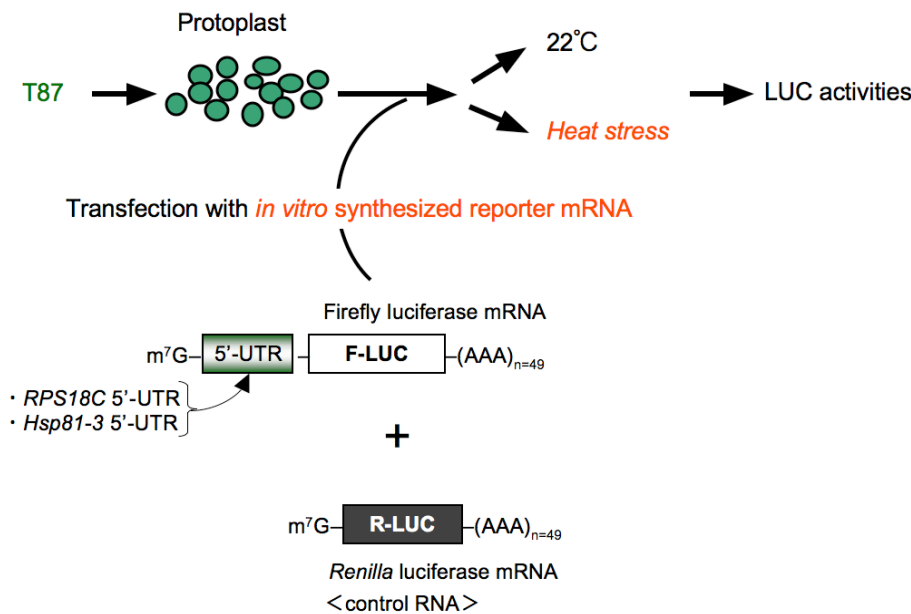 Protoplast
T87
22°C
Heat stress
LUC activities
Transfection with in vitro synthesized reporter mRNA
Firefly luciferase mRNA
m⁷G 5’-UTR F-LUC (AAA)n=49
・RPS18C 5’-UTR
・Hsp81-3 5’-UTR
+
m⁷G R-LUC (AAA)n=49
Renilla luciferase mRNA
＜control RNA＞